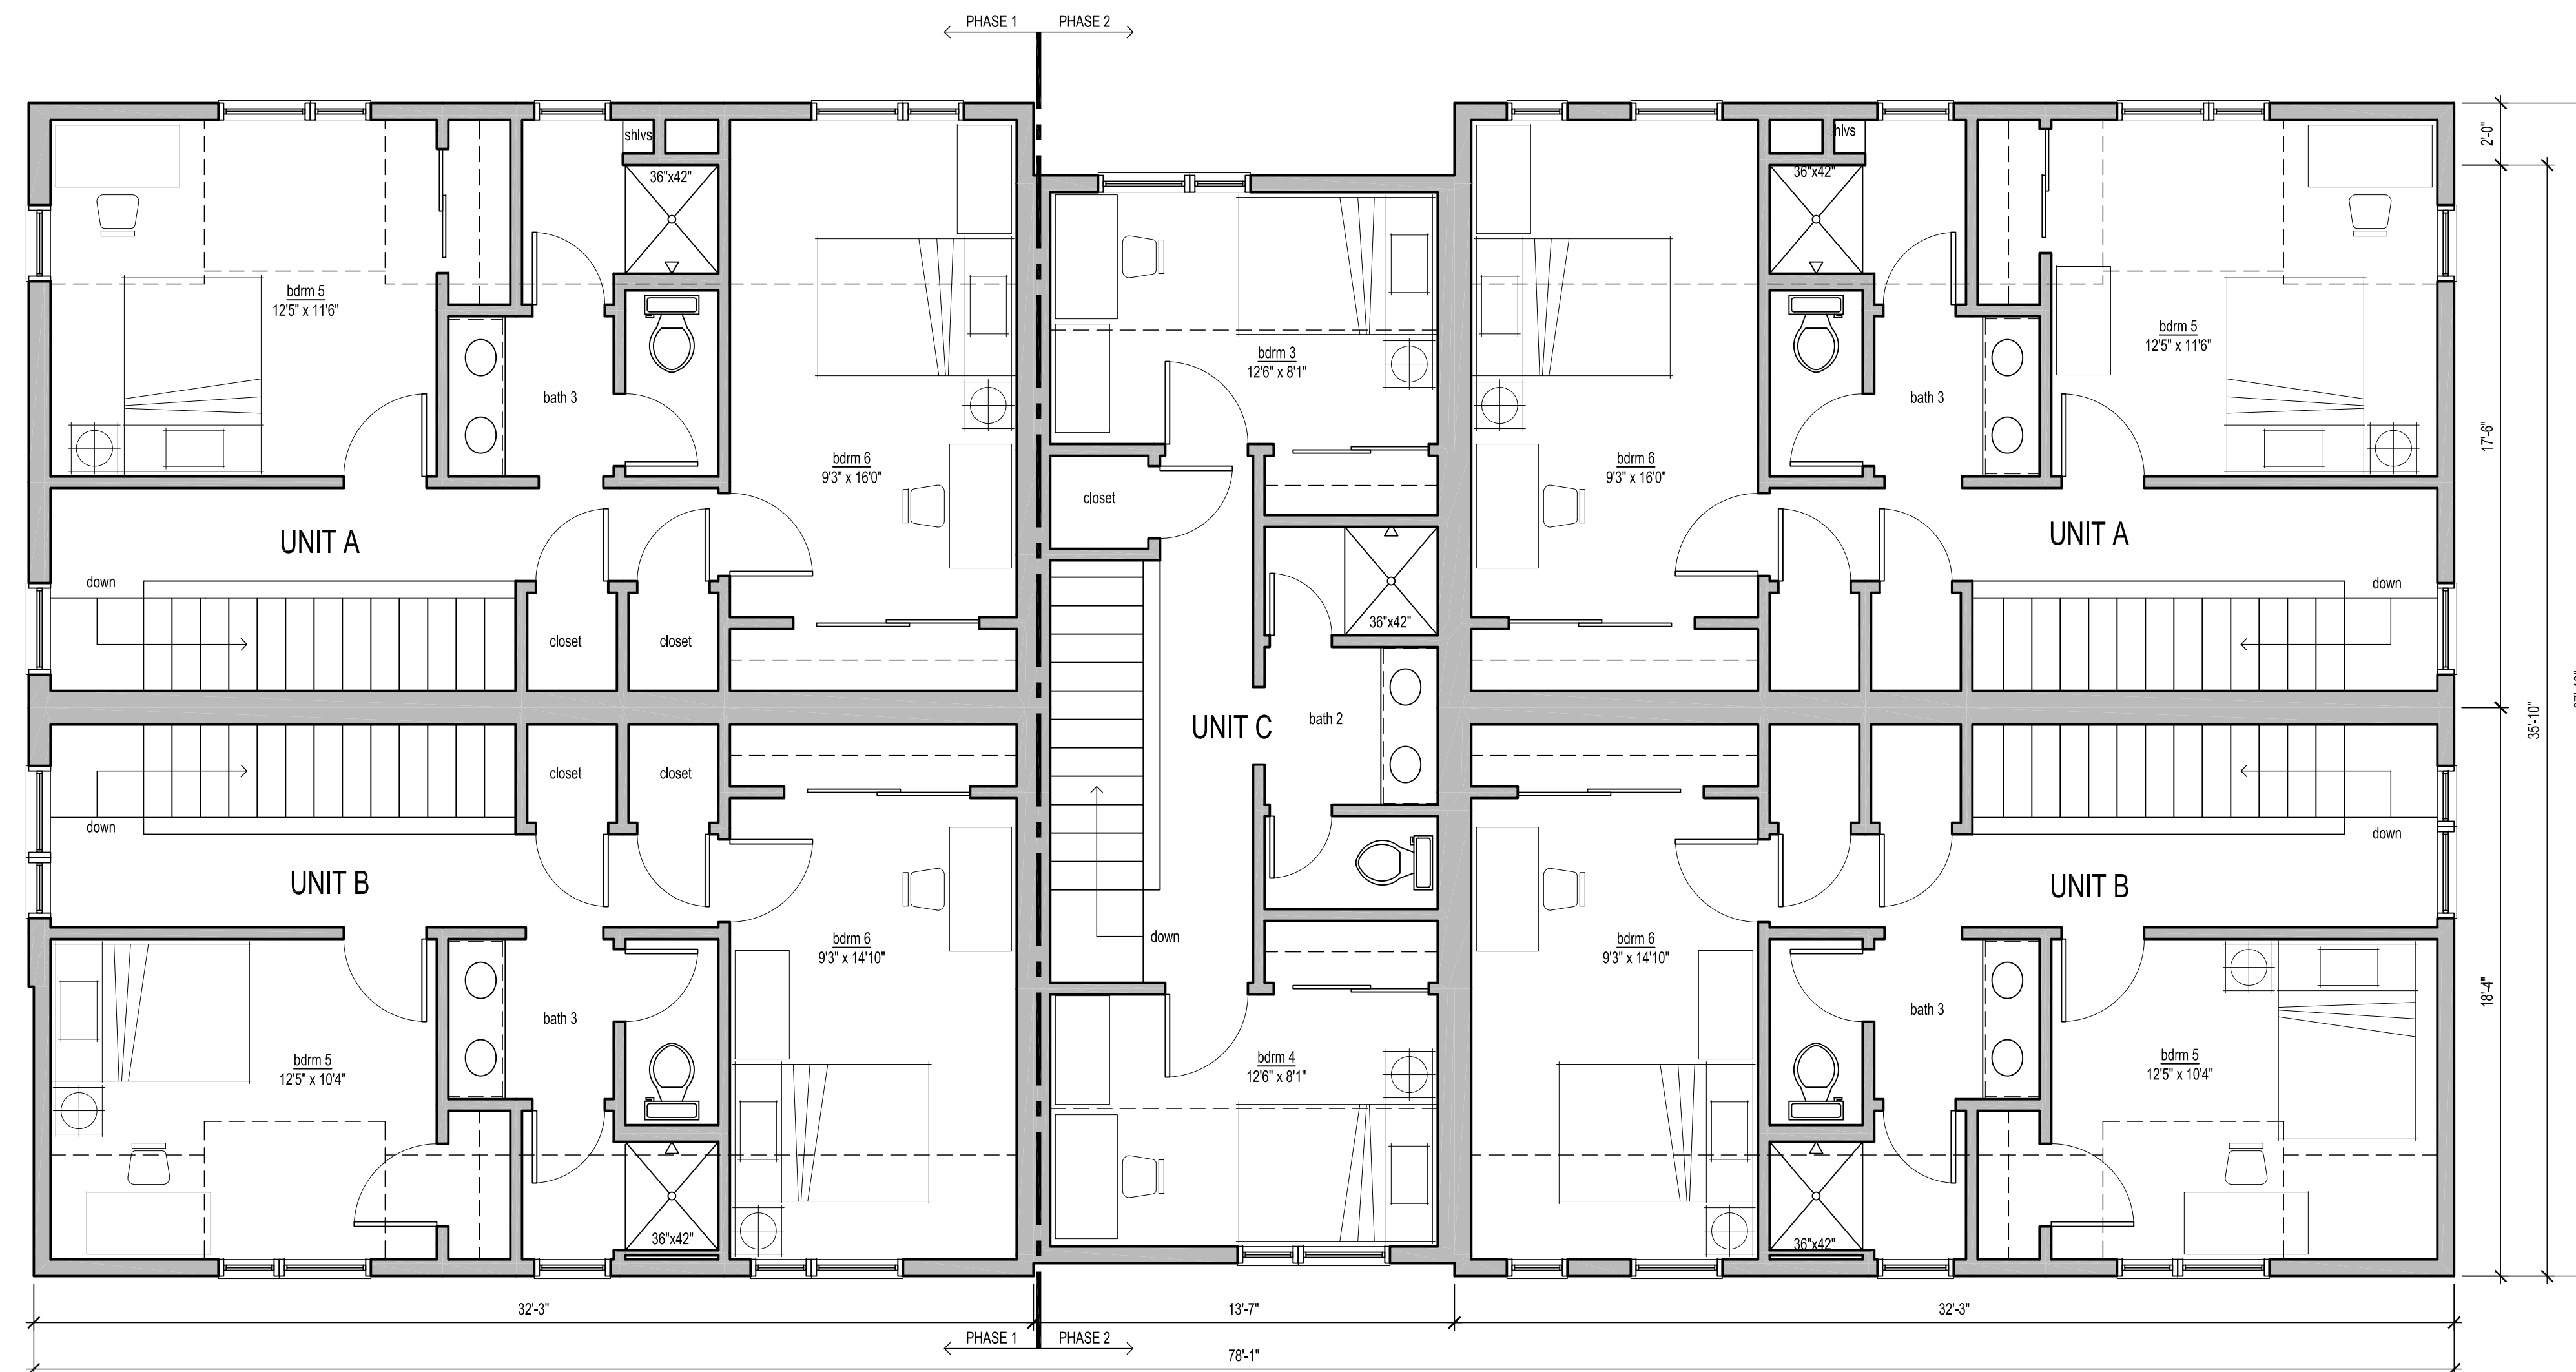 PHASE 1
PHASE 2
shlvs
36"x42"
bdrm 5
12'5" x 11'6"
bath 3
bdrm 6
9'3" x 16'0"
UNIT A
down
closet
closet
bdrm 3
12'6" x 8'1"
closet
36"x42"
hlvs
36"x42"
bdrm 5
12'5" x 11'6"
bath 3
bdrm 6
9'3" x 16'0"
UNIT A
down
2'-0"
17'-6"
35'-10"
18'-4"
UNIT C
bath 2
down
closet
closet
down
UNIT B
bdrm 6
9'3" x 14'10"
bath 3
bdrm 5
12'5" x 10'4"
36"x42"
bdrm 4
12'6" x 8'1"
down
UNIT B
bdrm 6
9'3" x 14'10"
bath 3
bdrm 5
12'5" x 10'4"
36"x42"
32'-3"
13'-7"
32'-3"
PHASE 1
PHASE 2
78'-1"